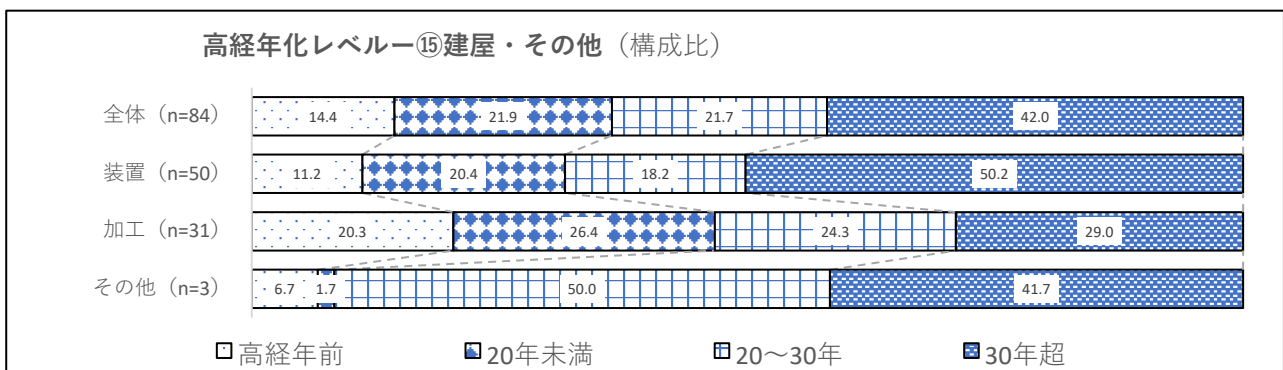 高経年化レベルー⑮建屋・その他（構成比）
全体（n=84） 14.4 21.9 21.7 42.0
装置（n=50） 11.2 20.4 18.2 50.2
加工（n=31） 20.3 26.4 24.3 29.0
その他（n=3） 6.7 1.7 50.0 41.7
高経年前 20年未満 20～30年 30年超